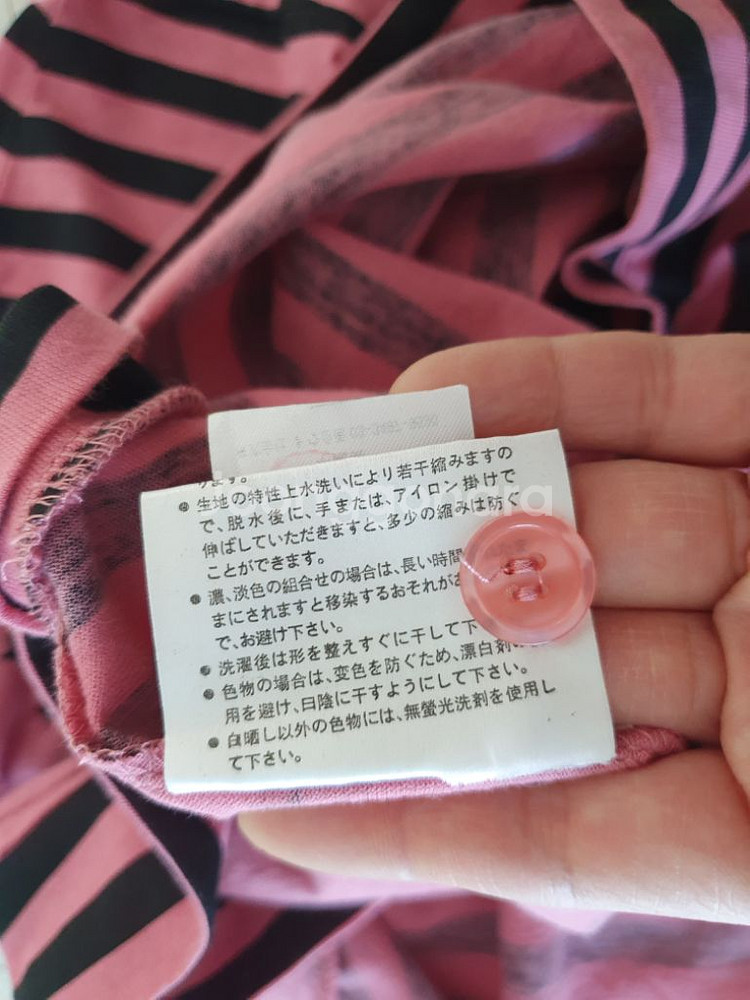 ります。
●生地の特性上水洗いにより若干縮みますの
で、脱水後に、手または、アイロン掛けで
伸ばしていただきますと、多少の縮みは防ぐ
ことができます。
●濃、淡色の組合せの場合は、長い時間
まにされますと移染するおそれがあ
で、お避け下さい。
●洗濯後は形を整えすぐに干して下
●色物の場合は、変色を防ぐため、漂白剤
用を避け、日陰に干すようにして下さい。
●白晒し以外の色物には、無螢光洗剤を使用し
て下さい。